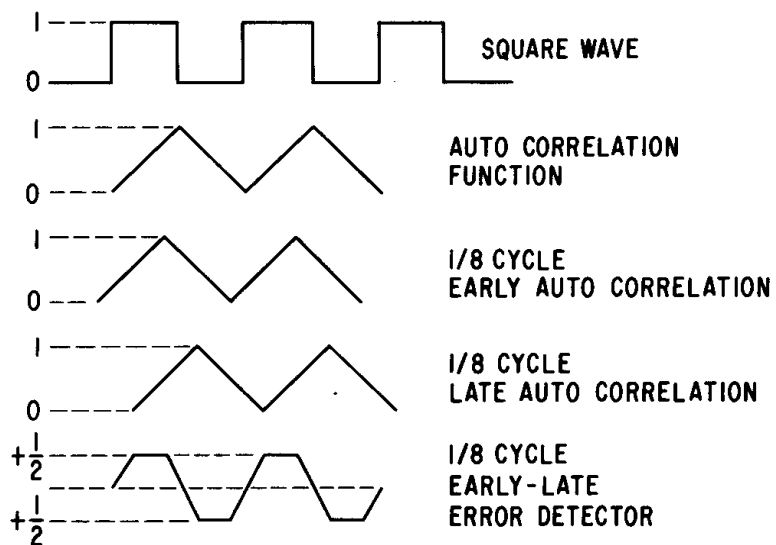 1
SQUARE WAVE
0
1
AUTO CORRELATION
FUNCTION
0
1
1/8 CYCLE
EARLY AUTO CORRELATION
0
1
1/8 CYCLE
LATE AUTO CORRELATION
0
+1/2
1/8 CYCLE
EARLY-LATE
ERROR DETECTOR
+1/2